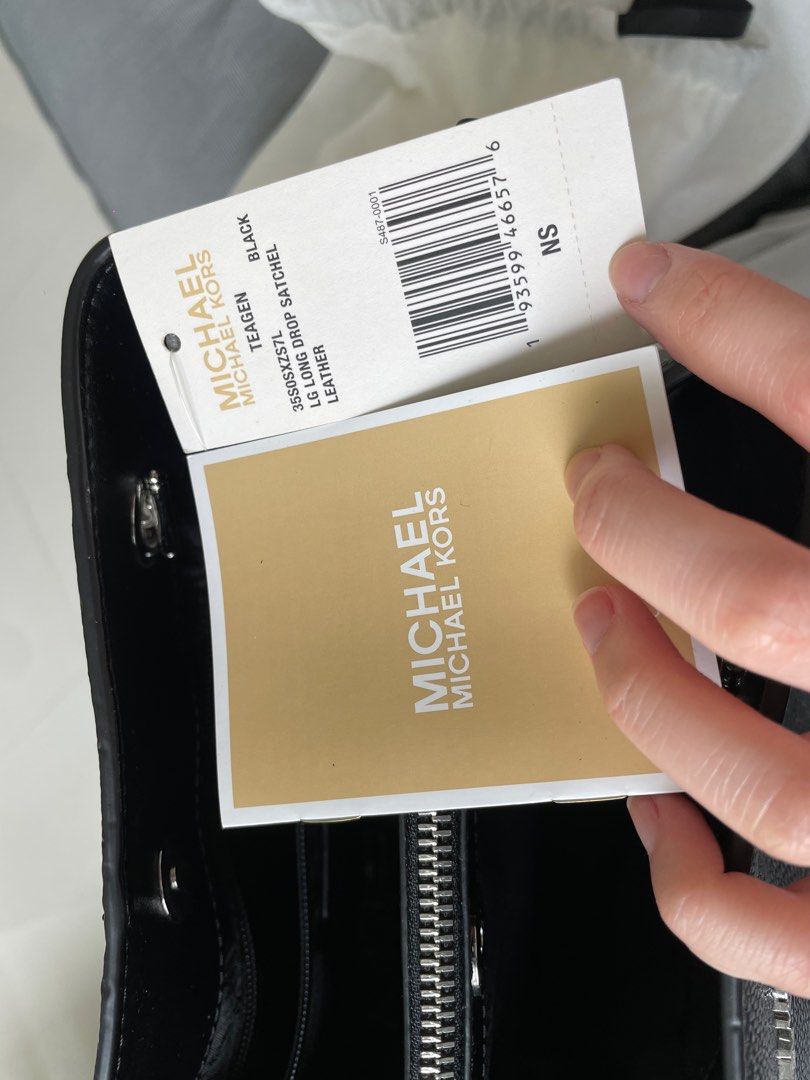 MICHAEL
MICHAEL KORS
TEAGEN BLACK
35S0SXZS7L
LG LONG DROP SATCHEL
LEATHER
S487-0001
1 93599 46657 6
NS
MICHAEL
MICHAEL KORS